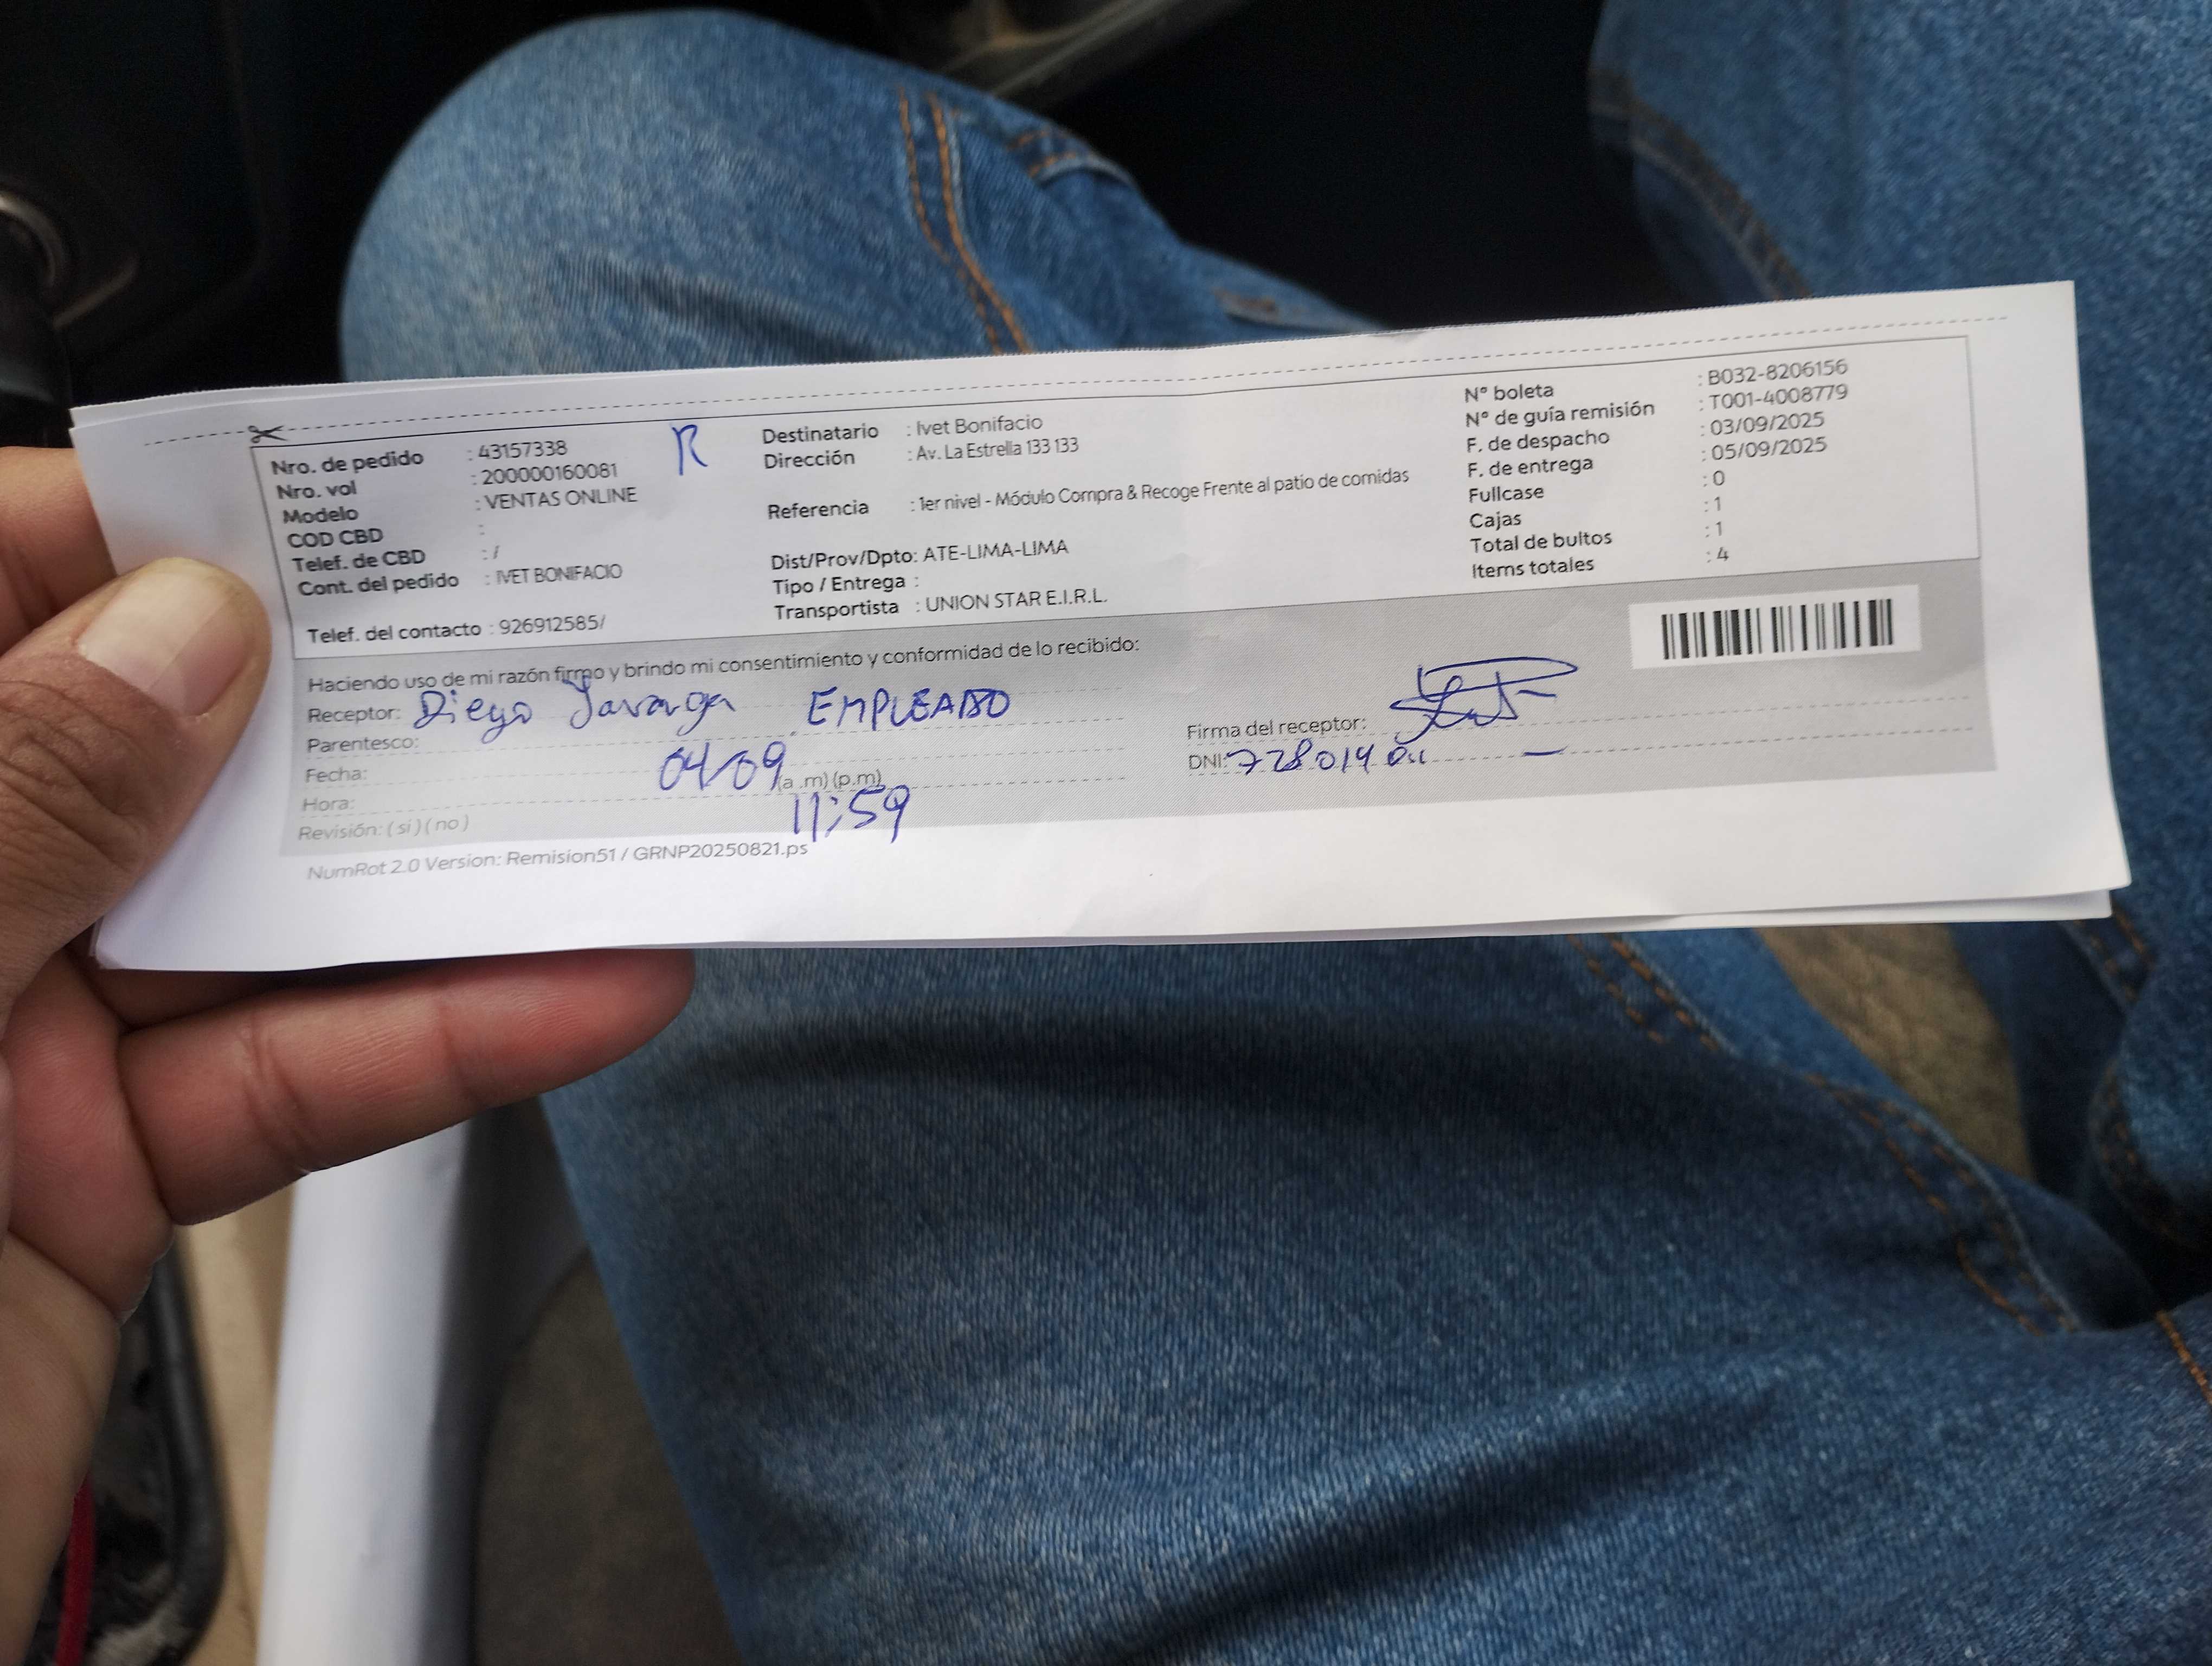 Nro. de pedido : 43157338
Nro. vol : 200000160081
Modelo : VENTAS ONLINE
COD CBD :
Telef. de CBD : /
Cont. del pedido : IVET BONIFACIO
Telef. del contacto : 926912585/
R
Destinatario : Ivet Bonifacio
Dirección : Av. La Estrella 133 133
Referencia : 1er nivel - Módulo Compra & Recoge Frente al patio de comidas
Dist/Prov/Dpto: ATE-LIMA-LIMA
Tipo / Entrega :
Transportista : UNION STAR E.I.R.L.
N° boleta : B032-8206156
N° de guía remisión : T001-4008779
F. de despacho : 03/09/2025
F. de entrega : 05/09/2025
Fullcase : 0
Cajas : 1
Total de bultos : 1
Items totales : 4
Haciendo uso de mi razón firmo y brindo mi consentimiento y conformidad de lo recibido:
Receptor: Diego EMPLEADO
Parentesco:
Fecha: 04/09
Hora: (a .m) (p.m) 11:59
Revisión: ( si ) ( no )
Firma del receptor:
DNI:
NumRot 2.0 Version: Remision51 / GRNP20250821.ps